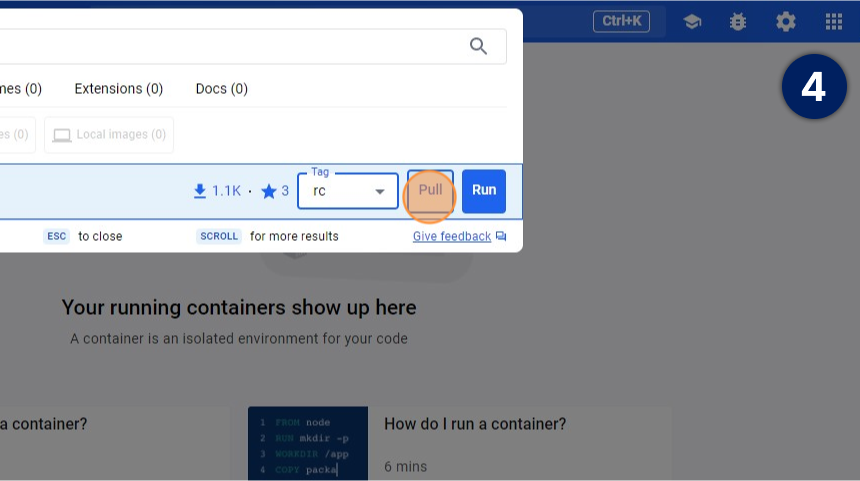 Ctrl+K
4
mes (0) Extensions (0) Docs (0)
es (0) Local images (0)
1.1K · 3 Tag rc Pull Run
ESC to close SCROLL for more results Give feedback
Your running containers show up here
A container is an isolated environment for your code
a container?
How do I run a container?
6 mins
1 FROM node
2 RUN mkdir -p
3 WORKDIR /app
4 COPY packa